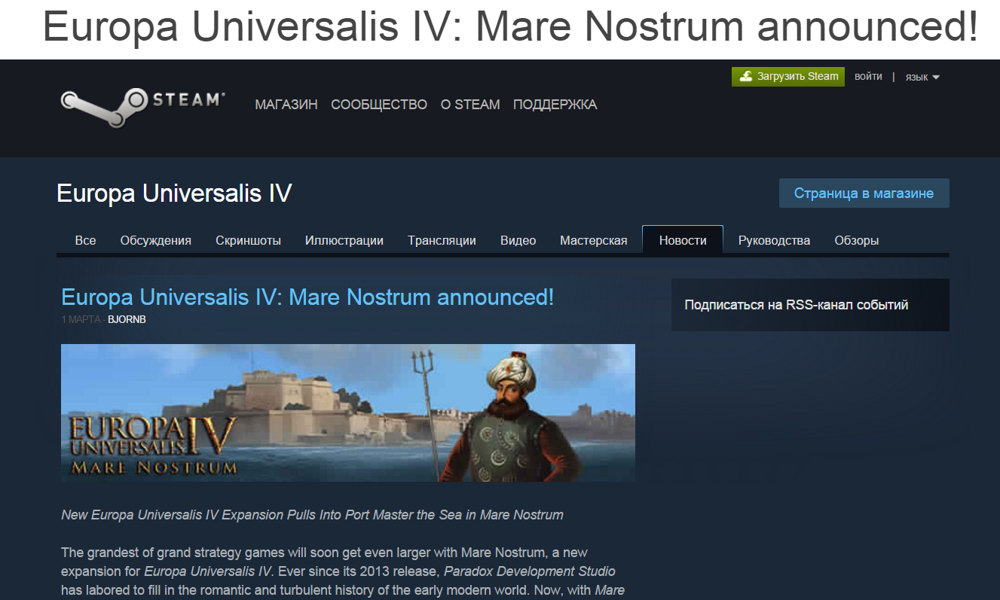 Europa Universalis IV: Mare Nostrum announced!
Загрузить Steam войти | язык
STEAM
МАГАЗИН СООБЩЕСТВО О STEAM ПОДДЕРЖКА
Europa Universalis IV
Страница в магазине
Все Обсуждения Скриншоты Иллюстрации Трансляции Видео Мастерская Новости Руководства Обзоры
Europa Universalis IV: Mare Nostrum announced!
1 МАРТА - BJORNB
Подписаться на RSS-канал событий
EUROPA IV
UNIVERSALIS
MARE NOSTRUM
New Europa Universalis IV Expansion Pulls Into Port Master the Sea in Mare Nostrum
The grandest of grand strategy games will soon get even larger with Mare Nostrum, a new
expansion for Europa Universalis IV. Ever since its 2013 release, Paradox Development Studio
has labored to fill in the romantic and turbulent history of the early modern world. Now, with Mare